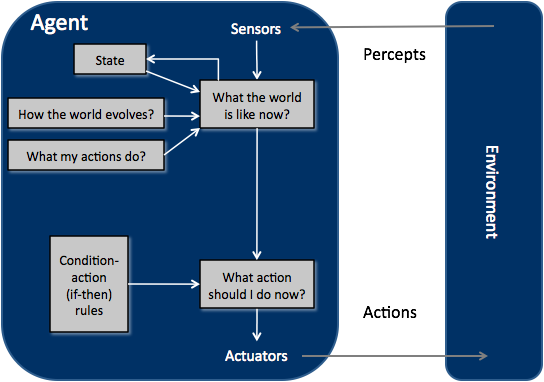 Agent
Sensors
Percepts
State
What the world
is like now?
How the world evolves?
What my actions do?
Environment
Condition-
action
(if-then)
rules
What action
should I do now?
Actions
Actuators